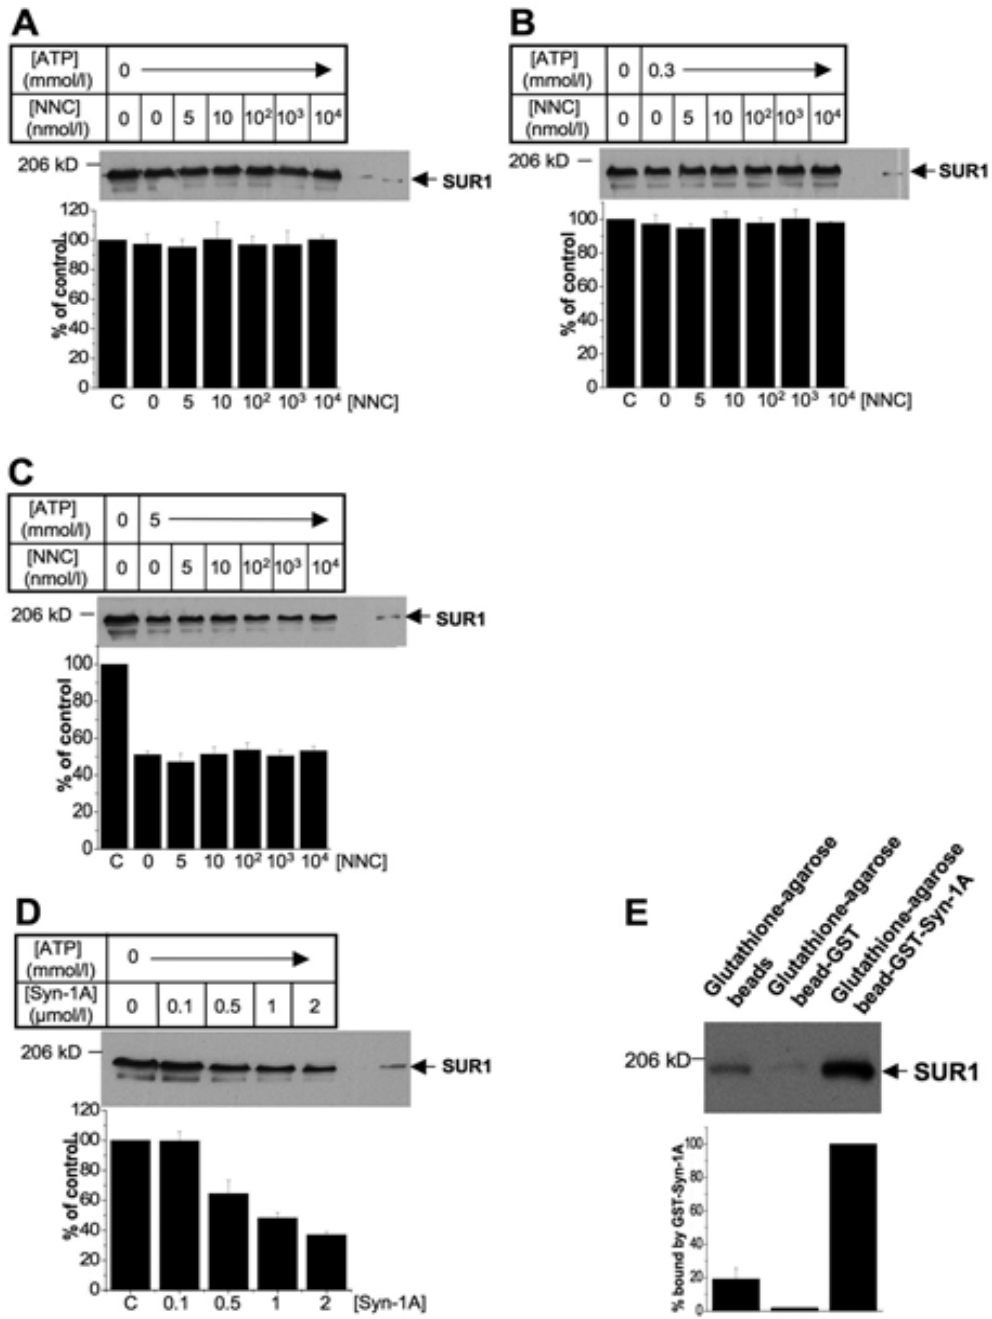 A
[ATP] (mmol/l) 0
[NNC] (nmol/l) 0 0 5 10 10² 10³ 10⁴
206 kD SUR1
120
100
80
60
40
20
0
% of control
C 0 5 10 10² 10³ 10⁴ [NNC]
B
[ATP] (mmol/l) 0 0.3
[NNC] (nmol/l) 0 0 5 10 10² 10³ 10⁴
206 kD SUR1
100
80
60
40
20
0
% of control
C 0 5 10 10² 10³ 10⁴ [NNC]
C
[ATP] (mmol/l) 0 5
[NNC] (nmol/l) 0 0 5 10 10² 10³ 10⁴
206 kD SUR1
100
80
60
40
20
0
% of control
C 0 5 10 10² 10³ 10⁴ [NNC]
D
[ATP] (mmol/l) 0
[Syn-1A] (µmol/l) 0 0.1 0.5 1 2
206 kD SUR1
120
100
80
60
40
20
0
% of control
C 0.1 0.5 1 2 [Syn-1A]
E
Glutathione-agarose
beads
Glutathione-agarose
bead-GST
Glutathione-agarose
bead-GST-Syn-1A
206 kD SUR1
100
80
60
40
20
0
% bound by GST-Syn-1A